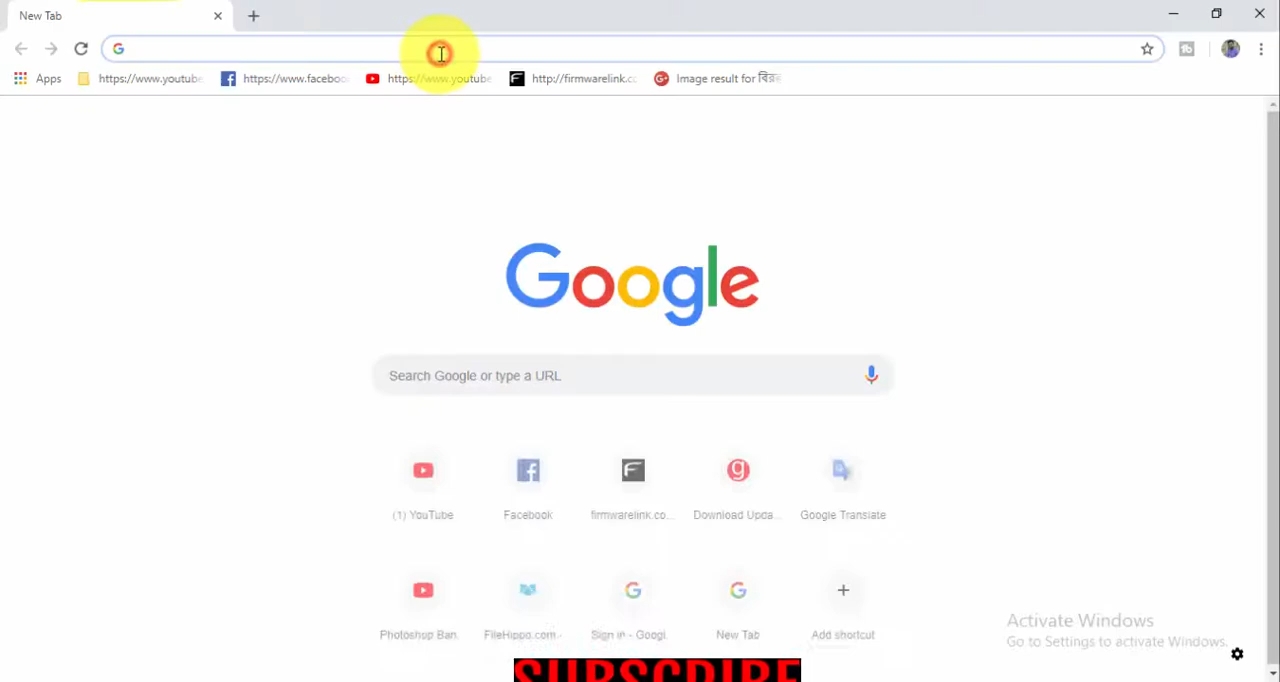 New Tab
Apps
https://www.youtube
https://www.faceboo
https://www.youtube
http://firmwarelink.co
Image result for বিরক্
Google
Search Google or type a URL
(1) YouTube
Facebook
firmwarelink.co...
Download Upda...
Google Translate
Photoshop Ban...
FileHippo.com -...
Sign in - Googl...
New Tab
Add shortcut
Activate Windows
Go to Settings to activate Windows.
SUBSCRIBE